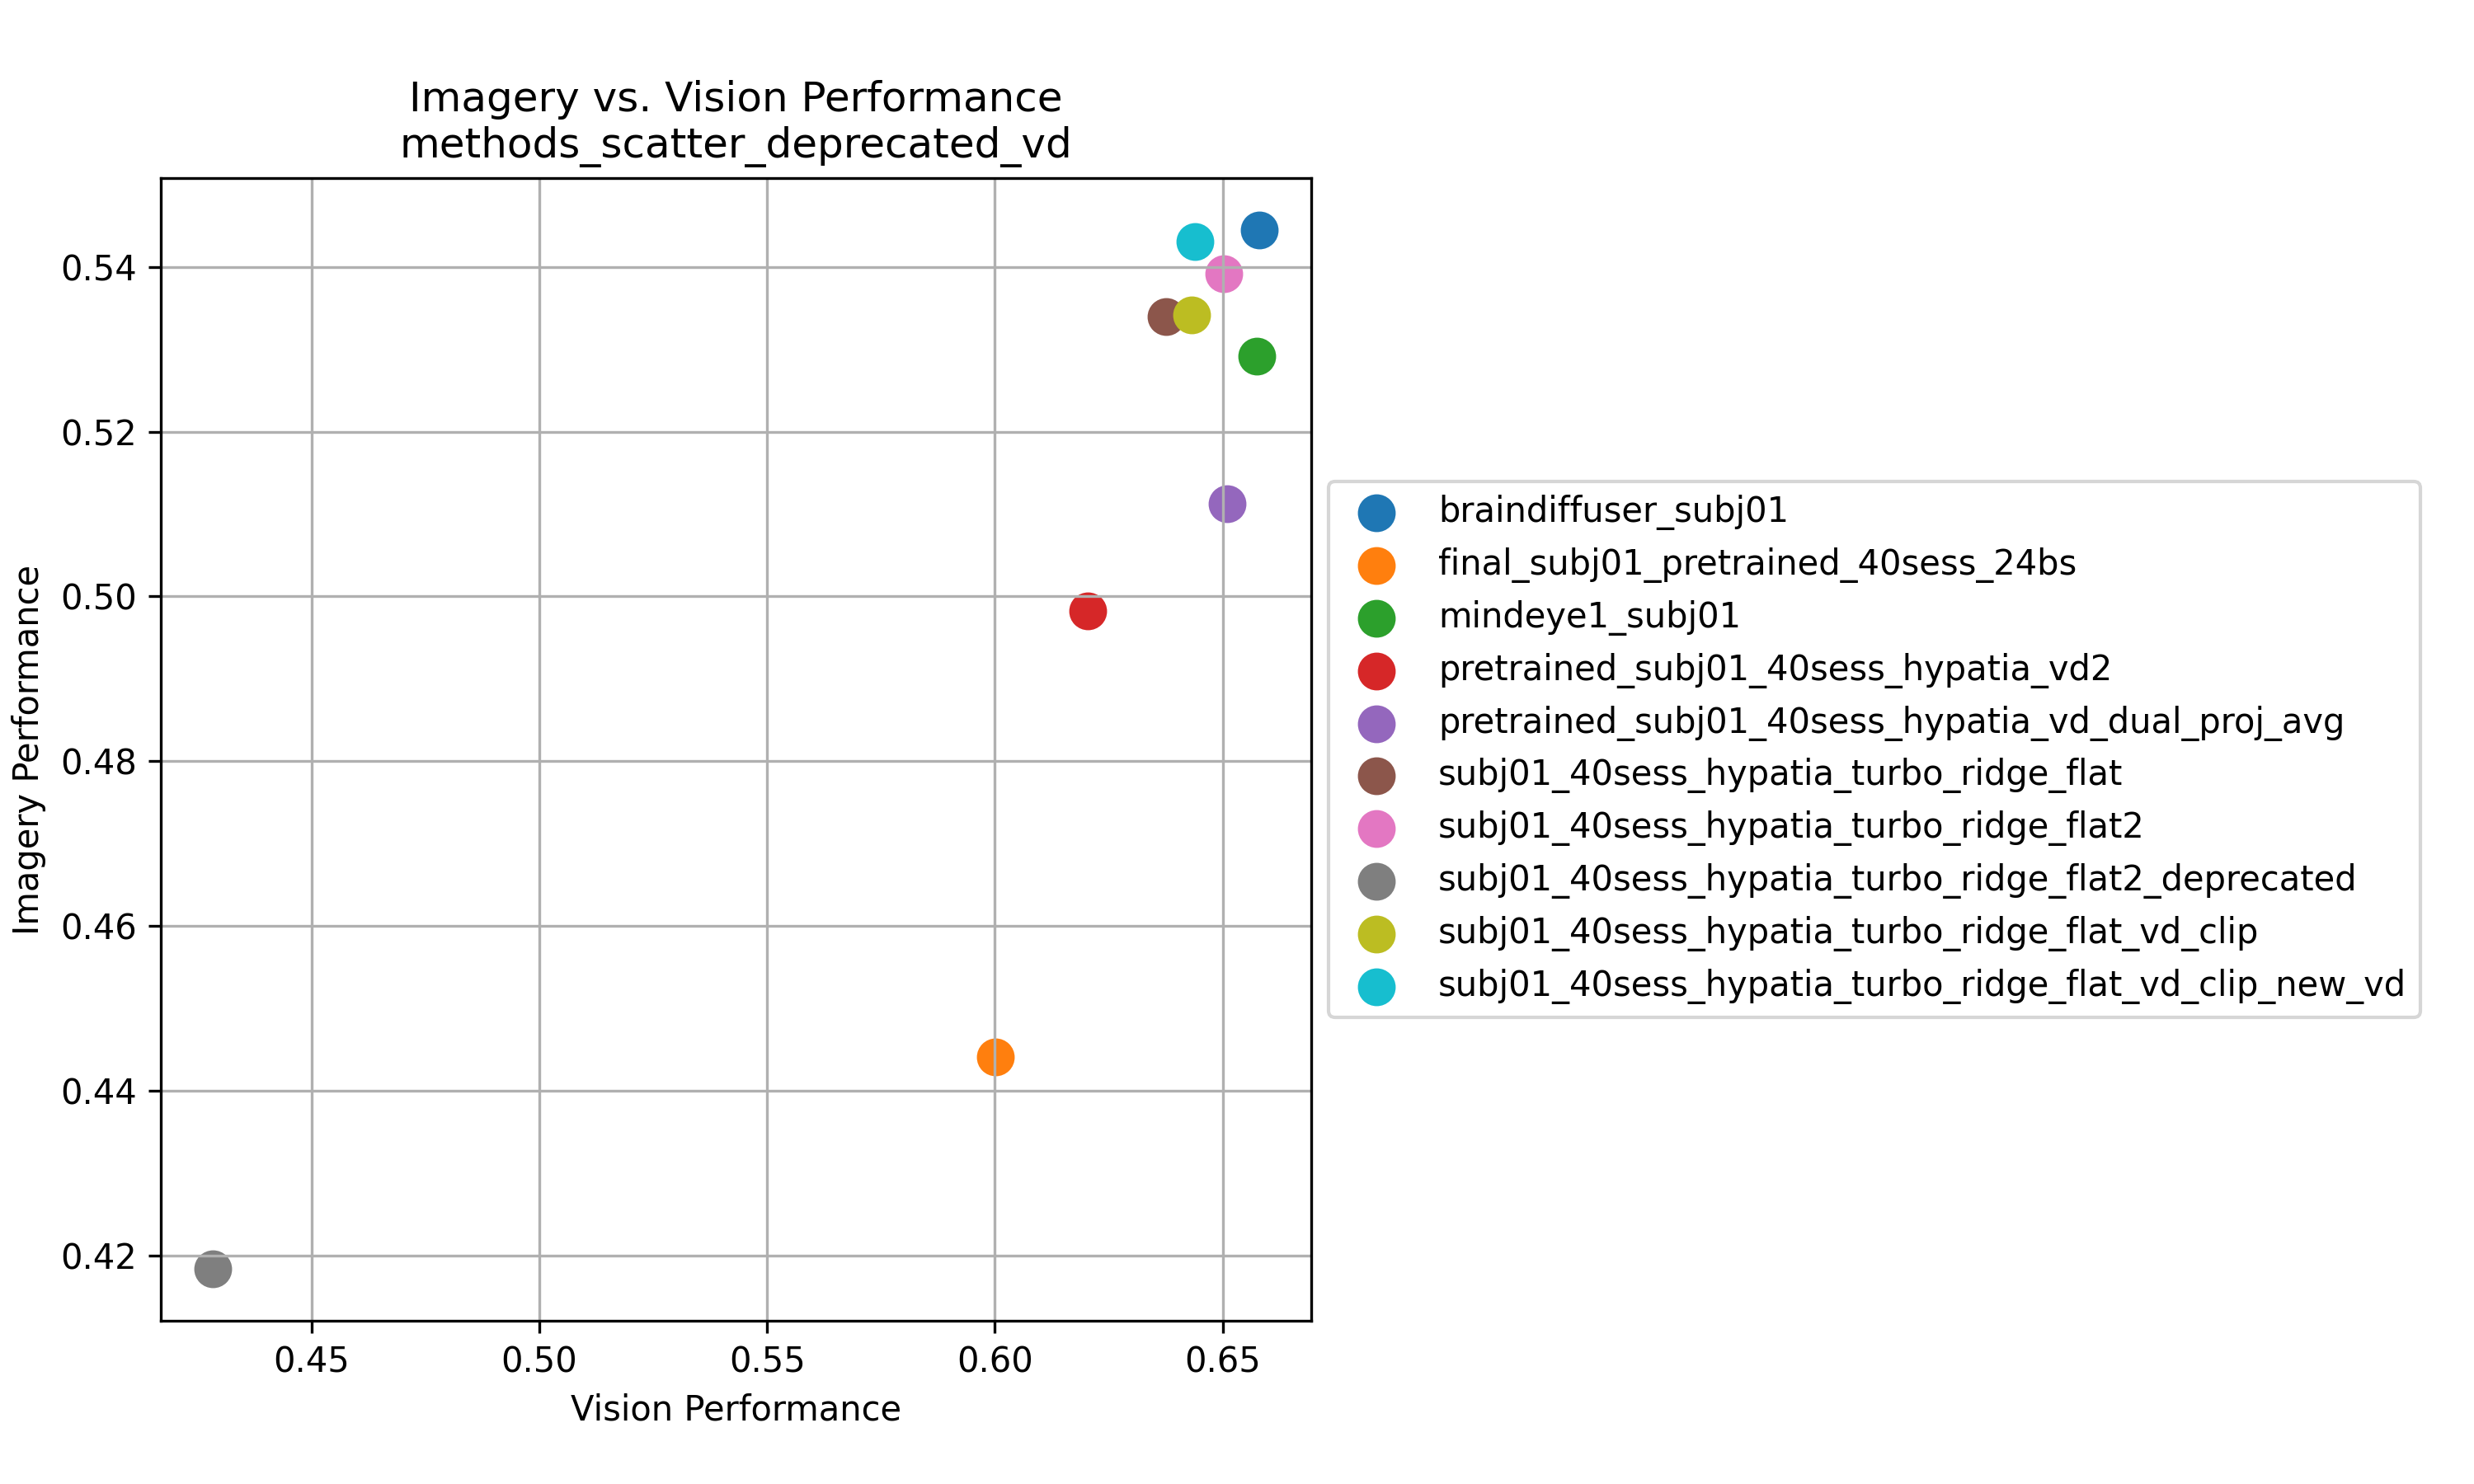 Imagery vs. Vision Performance
methods_scatter_deprecated_vd
Imagery Performance
0.54
0.52
0.50
0.48
0.46
0.44
0.42
0.45
0.50
0.55
0.60
0.65
Vision Performance
braindiffuser_subj01
final_subj01_pretrained_40sess_24bs
mindeye1_subj01
pretrained_subj01_40sess_hypatia_vd2
pretrained_subj01_40sess_hypatia_vd_dual_proj_avg
subj01_40sess_hypatia_turbo_ridge_flat
subj01_40sess_hypatia_turbo_ridge_flat2
subj01_40sess_hypatia_turbo_ridge_flat2_deprecated
subj01_40sess_hypatia_turbo_ridge_flat_vd_clip
subj01_40sess_hypatia_turbo_ridge_flat_vd_clip_new_vd